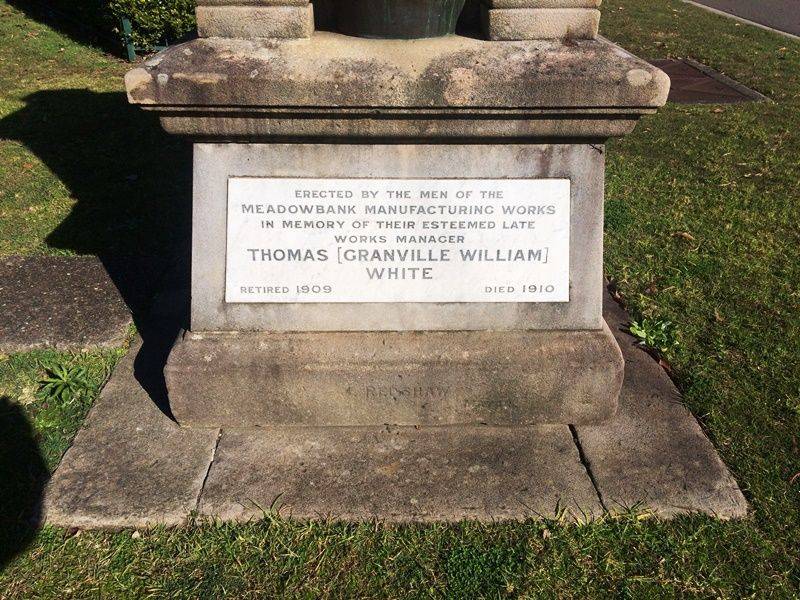 ERECTED BY THE MEN OF THE
MEADOWBANK MANUFACTURING WORKS
IN MEMORY OF THEIR ESTEEMED LATE
WORKS MANAGER
THOMAS [GRANVILLE WILLIAM]
WHITE
RETIRED 1909 DIED 1910
RENSHAW